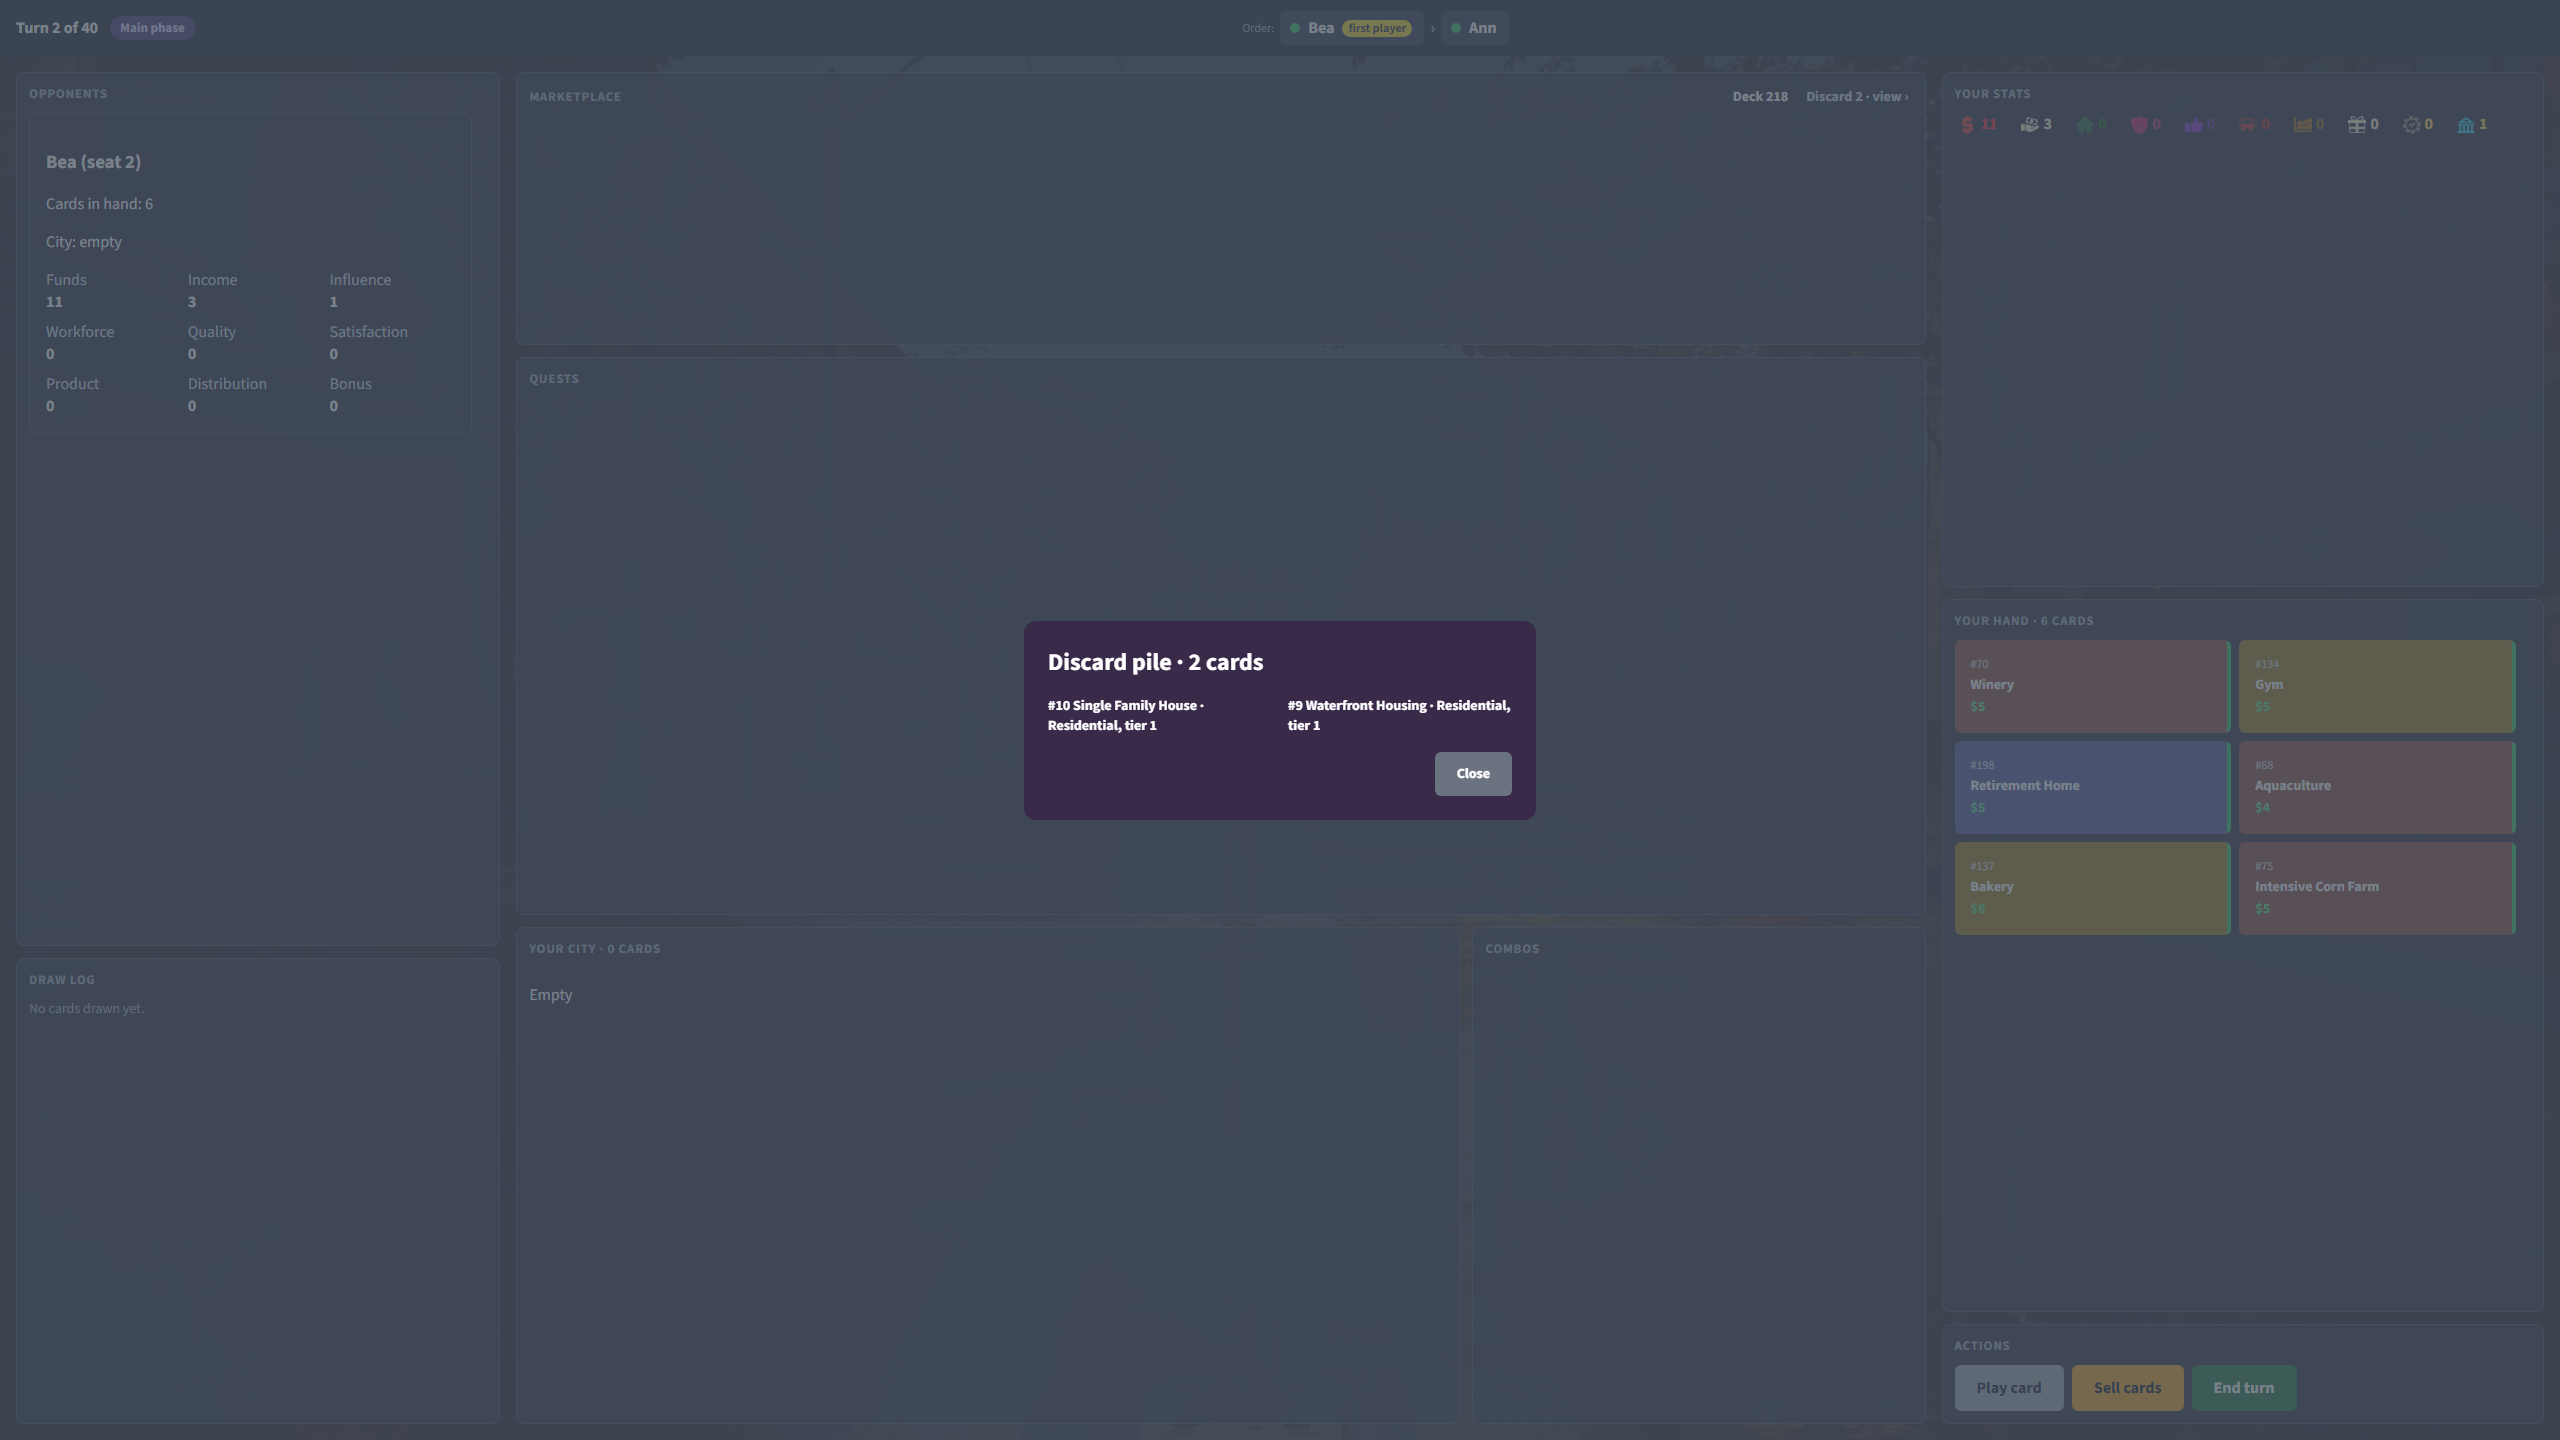 Turn 2 of 40 Main phase
Order: Bea first player › Ann
OPPONENTS
Bea (seat 2)
Cards in hand: 6
City: empty
Funds Income Influence
11 3 1
Workforce Quality Satisfaction
0 0 0
Product Distribution Bonus
0 0 0
DRAW LOG
No cards drawn yet.
MARKETPLACE Deck 218 Discard 2 · view ›
QUESTS
Discard pile · 2 cards
#10 Single Family House ·
Residential, tier 1
#9 Waterfront Housing · Residential,
tier 1
Close
YOUR CITY · 0 CARDS
Empty
COMBOS
YOUR STATS
$ 11 3 0 0 0 0 0 0 0 1
YOUR HAND · 6 CARDS
#70
Winery
$5
#134
Gym
$5
#198
Retirement Home
$5
#68
Aquaculture
$4
#137
Bakery
$6
#75
Intensive Corn Farm
$5
ACTIONS
Play card Sell cards End turn